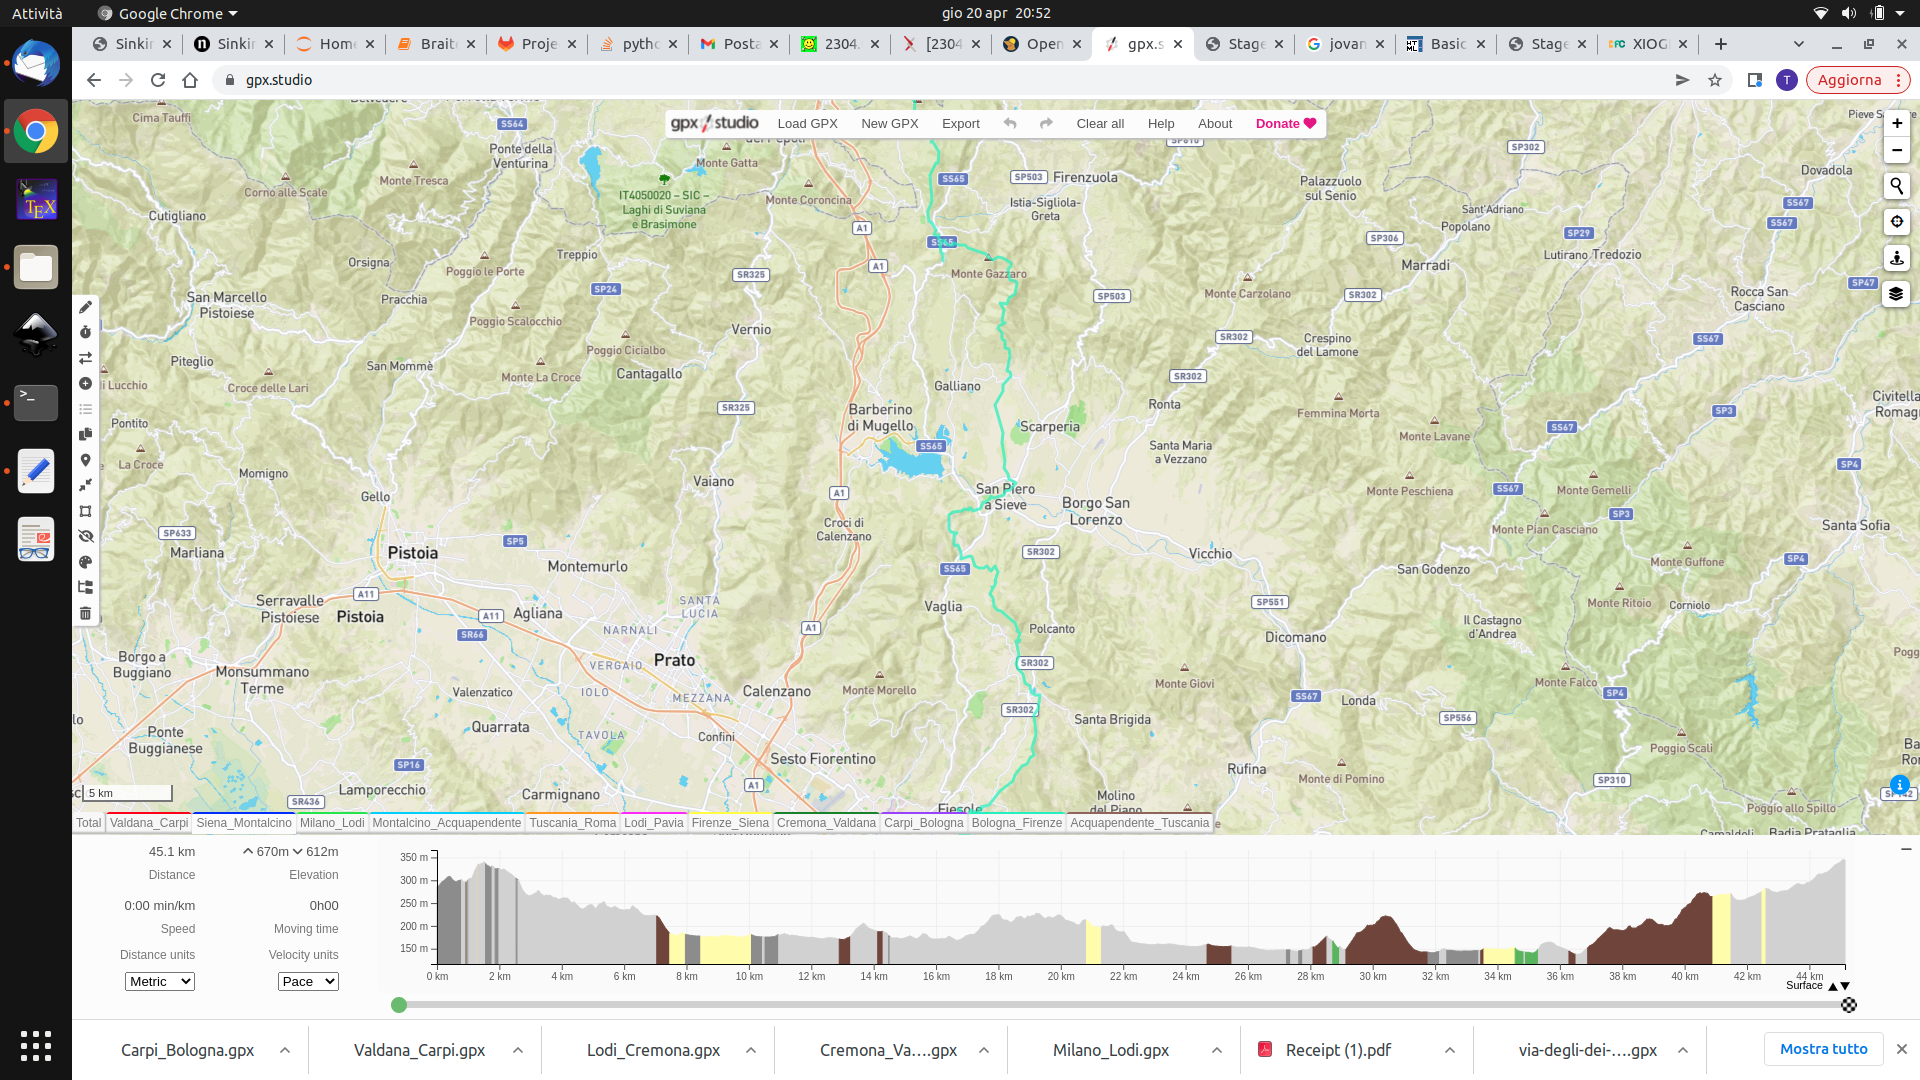 Attività
Google Chrome
gio 20 apr 20:52
Sinkin
Sinkin
Home
Braite
Proje
pytho
Posta
2304.
[2304
Open
gpx.s
Stage
jovan
Basic
Stage
XIOG
gpx.studio
T
Aggiorna
gpx studio
Load GPX
New GPX
Export
Clear all
Help
About
Donate
Cima Tauffi
SS64
Ponte della
Venturina
Monte Gatta
Monte Tresca
Corno alle Scale
Cutigliano
IT4050020 – SIC –
Laghi di Suviana
e Brasimone
Monte Coroncina
SS65
SP503
Firenzuola
Istia-Sigliola-
Greta
A1
SS65
SP302
Palazzuolo
sul Senio
Sant'Adriano
Popolano
SP306
Marradi
SP29
Lutirano
Tredozio
Dovadola
SS67
SS67
SP47
Rocca San
Casciano
Orsigna
Treppio
Poggio le Porte
SR325
SP24
A1
Monte Gazzaro
SP503
Monte Carzolano
SR302
San Marcello
Pistoiese
Pracchia
Poggio Scalocchio
Vernio
Poggio Cicialbo
SR302
Crespino
del Lamone
SS67
Piteglio
San Mommè
Monte La Croce
Cantagallo
Croce delle Lari
SR325
Galliano
SR302
Ronta
Femmina Morta
SP3
Barberino
di Mugello
Scarperia
Pontito
La Croce
Momigno
Vaiano
SS65
Santa Maria
a Vezzano
Monte Lavane
SS67
SP4
Gello
A1
San Piero
a Sieve
Borgo San
Lorenzo
Monte Peschiena
SS67
Monte Gemelli
SP3
Monte Pian Casciano
Santa Sofia
SP633
Marliana
Pistoia
SP5
Croci di
Calenzano
SR302
Vicchio
Monte Guffone
SP4
Montemurlo
SS65
San Godenzo
A11
Serravalle
Pistoiese
Pistoia
A11
Agliana
SR66
SANTA
LUCIA
NARNALI
A1
Vaglia
Polcanto
SP551
Dicomano
Monte Ritoio
Corniolo
Il Castagno
d'Andrea
Borgo a
Buggiano
Monsummano
Terme
VERGAIO
Prato
IOLO
MEZZANA
Calenzano
Monte Morello
SR302
Monte Giovi
SS67
Londa
Monte Falco
SP4
Valenzatico
Quarrata
TAVOLA
Confini
SR302
Santa Brigida
SP556
Ponte
Buggianese
SP16
Sesto Fiorentino
Rufina
Monte di Pomino
Poggio Scali
SP310
Lamporecchio
Carmignano
A1
SR436
Fiesole
Molino
del Piano
Poggio allo Spillo
5 km
Total
Valdana_Carpi
Siena_Montalcino
Milano_Lodi
Montalcino_Acquapendente
Tuscania_Roma
Lodi_Pavia
Firenze_Siena
Cremona_Valdana
Carpi_Bologna
Bologna_Firenze
Acquapendente_Tuscania
45.1 km
670m 612m
Distance
Elevation
0:00 min/km
0h00
Speed
Moving time
Distance units
Velocity units
Metric
Pace
350 m
300 m
250 m
200 m
150 m
0 km
2 km
4 km
6 km
8 km
10 km
12 km
14 km
16 km
18 km
20 km
22 km
24 km
26 km
28 km
30 km
32 km
34 km
36 km
38 km
40 km
42 km
44 km
Surface
Carpi_Bologna.gpx
Valdana_Carpi.gpx
Lodi_Cremona.gpx
Cremona_Va....gpx
Milano_Lodi.gpx
Receipt (1).pdf
via-degli-dei-....gpx
Mostra tutto